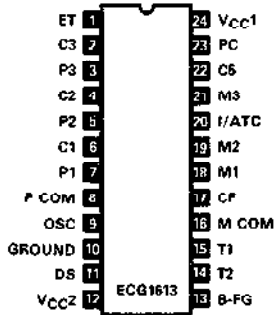 ET 1
C3 2
P3 3
C2 4
P2 5
C1 6
P1 7
P COM 8
OSC 9
GROUND 10
DS 11
VCC2 12
24 VCC1
23 PC
22 C5
21 M3
20 I/ATC
19 M2
18 M1
17 CF
16 M COM
15 T1
14 T2
13 B-FG
ECG1613